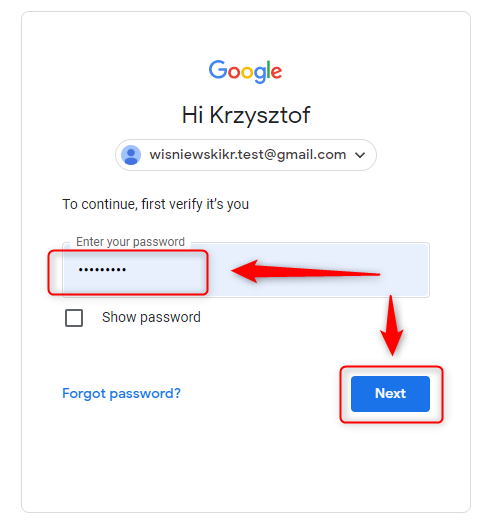 Google
Hi Krzysztof
wisniewskikr.test@gmail.com
To continue, first verify it's you
Enter your password
•••••••••
Show password
Forgot password?
Next